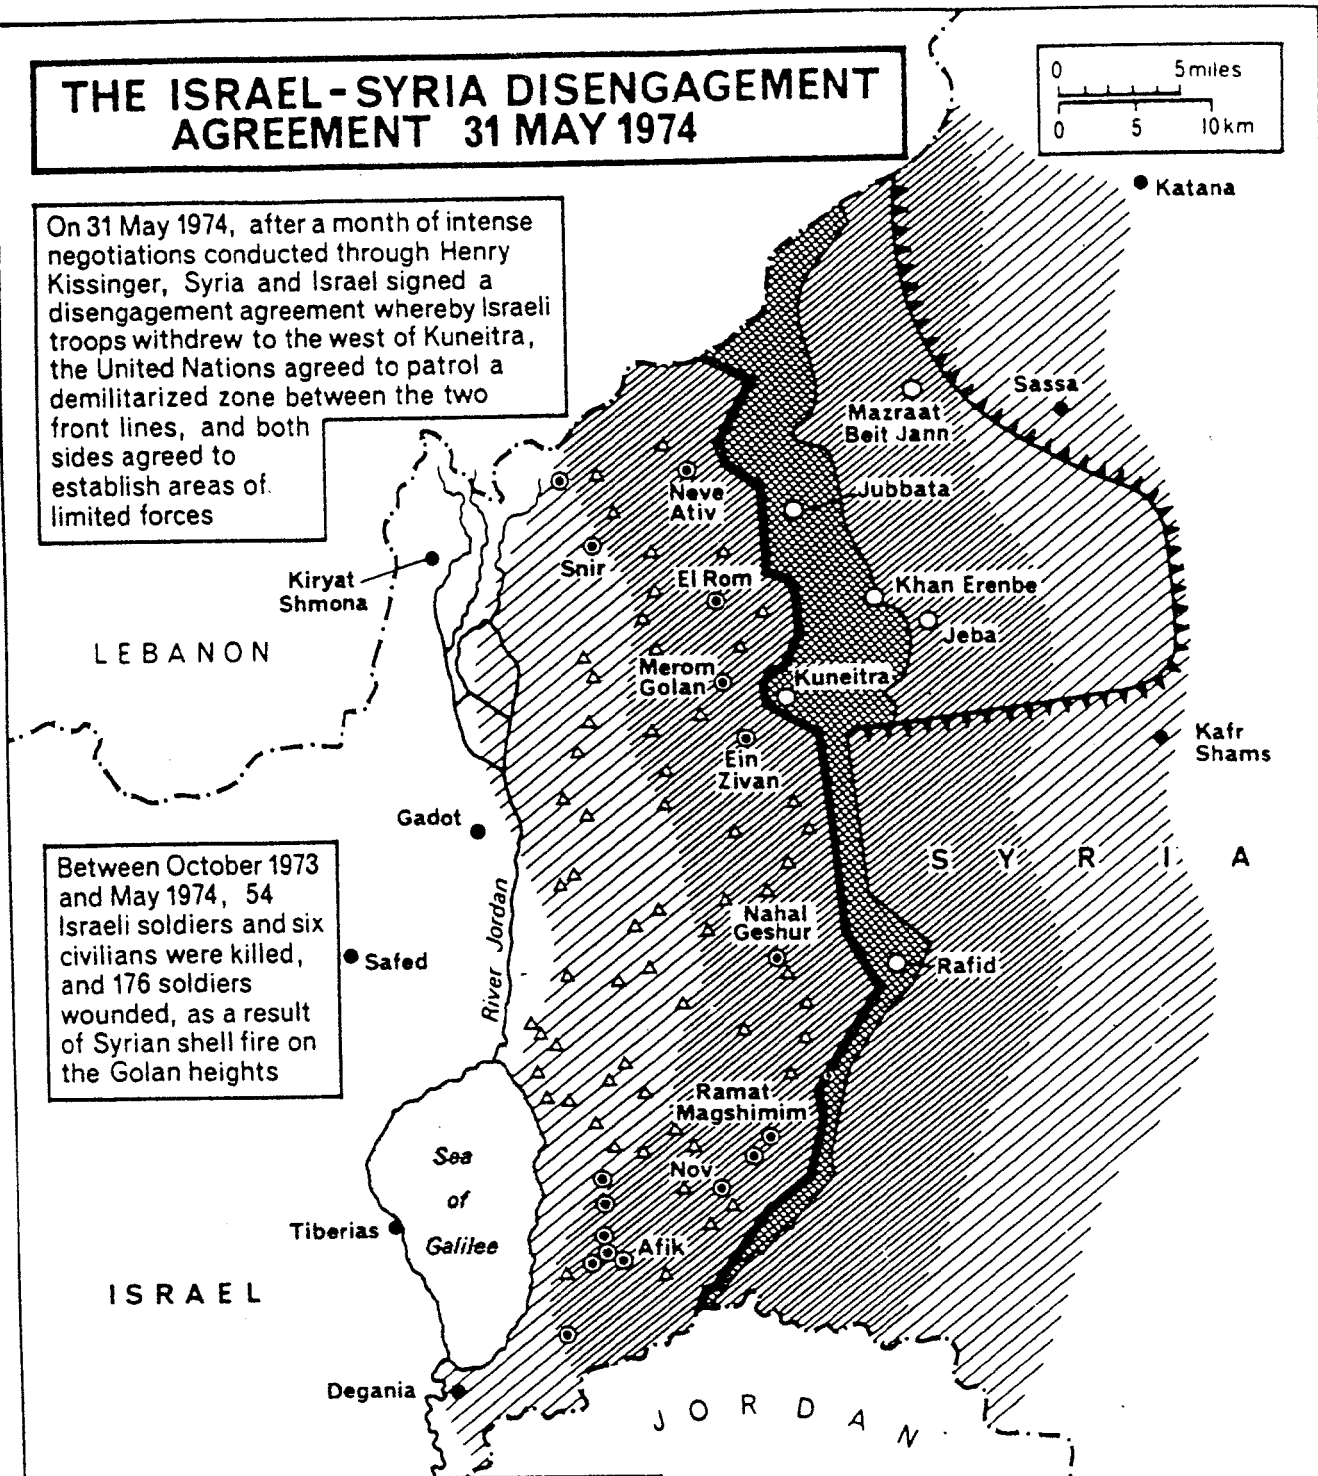 THE ISRAEL-SYRIA DISENGAGEMENT
AGREEMENT 31 MAY 1974
0 5 miles
0 5 10 km
On 31 May 1974, after a month of intense
negotiations conducted through Henry
Kissinger, Syria and Israel signed a
disengagement agreement whereby Israeli
troops withdrew to the west of Kuneitra,
the United Nations agreed to patrol a
demilitarized zone between the two
front lines, and both
sides agreed to
establish areas of
limited forces
Katana
Sassa
Mazraat
Beit Jann
Jubbata
Neve
Ativ
Snir
El Rom
Kiryat
Shmona
Khan Erenbe
Jeba
LEBANON
Merom
Golan
Kuneitra
Ein
Zivan
Kafr
Shams
Gadot
SYRIA
Between October 1973
and May 1974, 54
Israeli soldiers and six
civilians were killed,
and 176 soldiers
wounded, as a result
of Syrian shell fire on
the Golan heights
River Jordan
Nahal
Geshur
Safed
Rafid
Ramat
Magshimim
Nov
Sea
of
Galilee
Tiberias
Afik
ISRAEL
Degania
JORDAN